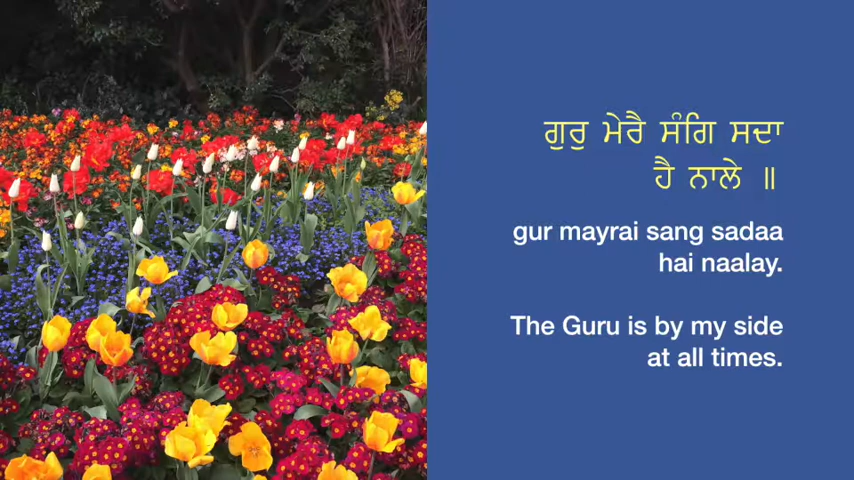 ਗੁਰੁ ਮੇਰੈ ਸੰਗਿ ਸਦਾ
ਹੈ ਨਾਲੇ ॥
gur mayrai sang sadaa
hai naalay.
The Guru is by my side
at all times.